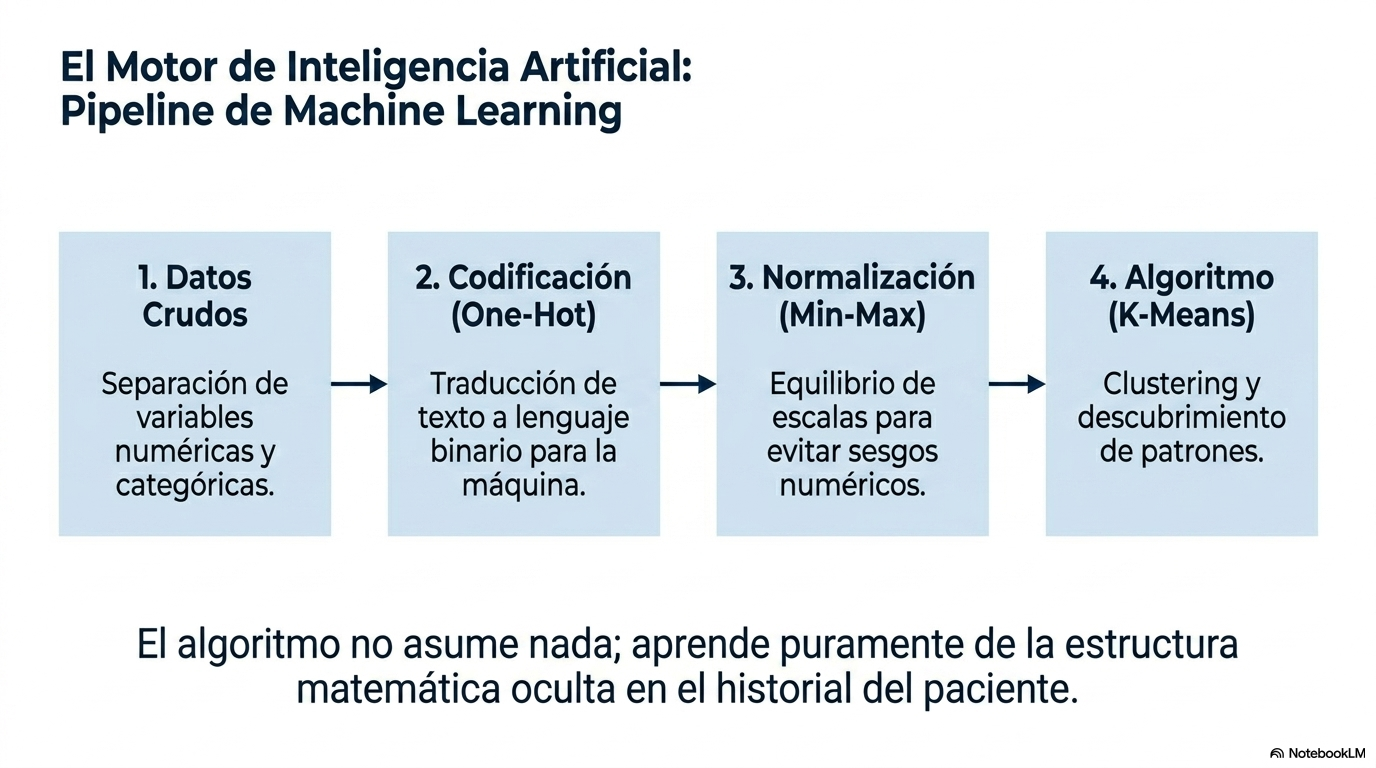 El Motor de Inteligencia Artificial:
Pipeline de Machine Learning
1. Datos
Crudos
Separación de
variables
numéricas y
categóricas.
2. Codificación
(One-Hot)
Traducción de
texto a lenguaje
binario para la
máquina.
3. Normalización
(Min-Max)
Equilibrio de
escalas para
evitar sesgos
numéricos.
4. Algoritmo
(K-Means)
Clustering y
descubrimiento
de patrones.
El algoritmo no asume nada; aprende puramente de la estructura
matemática oculta en el historial del paciente.
NotebookLM